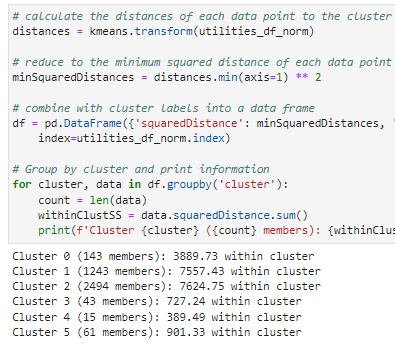 # calculate the distances of each data point to the cluster
distances = kmeans.transform(utilities_df_norm)
# reduce to the minimum squared distance of each data point
minSquaredDistances = distances.min(axis=1) ** 2
# combine with cluster labels into a data frame
df = pd.DataFrame({'squaredDistance': minSquaredDistances, '
index=utilities_df_norm.index)
# Group by cluster and print information
for cluster, data in df.groupby('cluster'):
count = len(data)
withinClustSS = data.squaredDistance.sum()
print(f'Cluster {cluster} ({count} members): {withinClus
Cluster 0 (143 members): 3889.73 within cluster
Cluster 1 (1243 members): 7557.43 within cluster
Cluster 2 (2494 members): 7624.75 within cluster
Cluster 3 (43 members): 727.24 within cluster
Cluster 4 (15 members): 389.49 within cluster
Cluster 5 (61 members): 901.33 within cluster